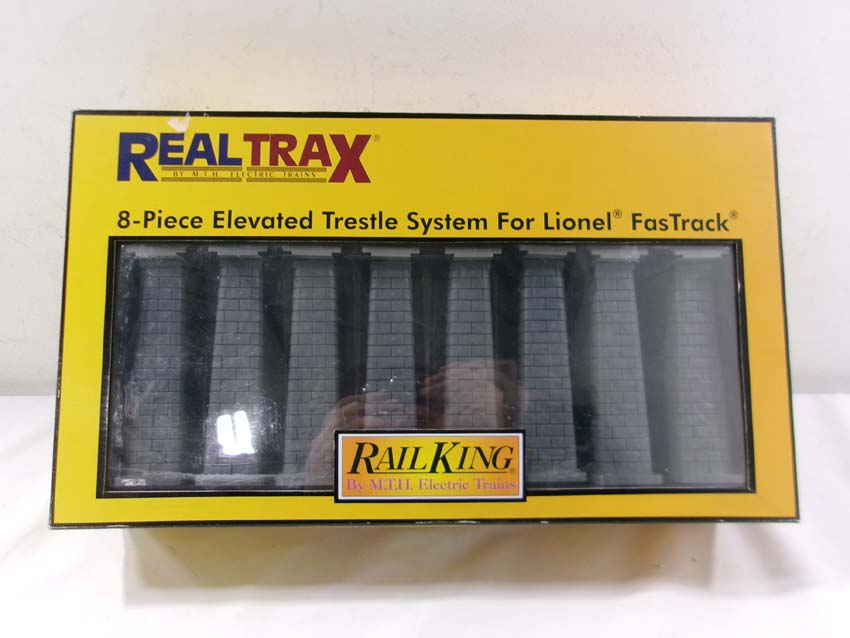 REALTRAX®
BY M.T.H. ELECTRIC TRAINS
8-Piece Elevated Trestle System For Lionel® FasTrack®
RAILKING®
By M.T.H. Electric Trains